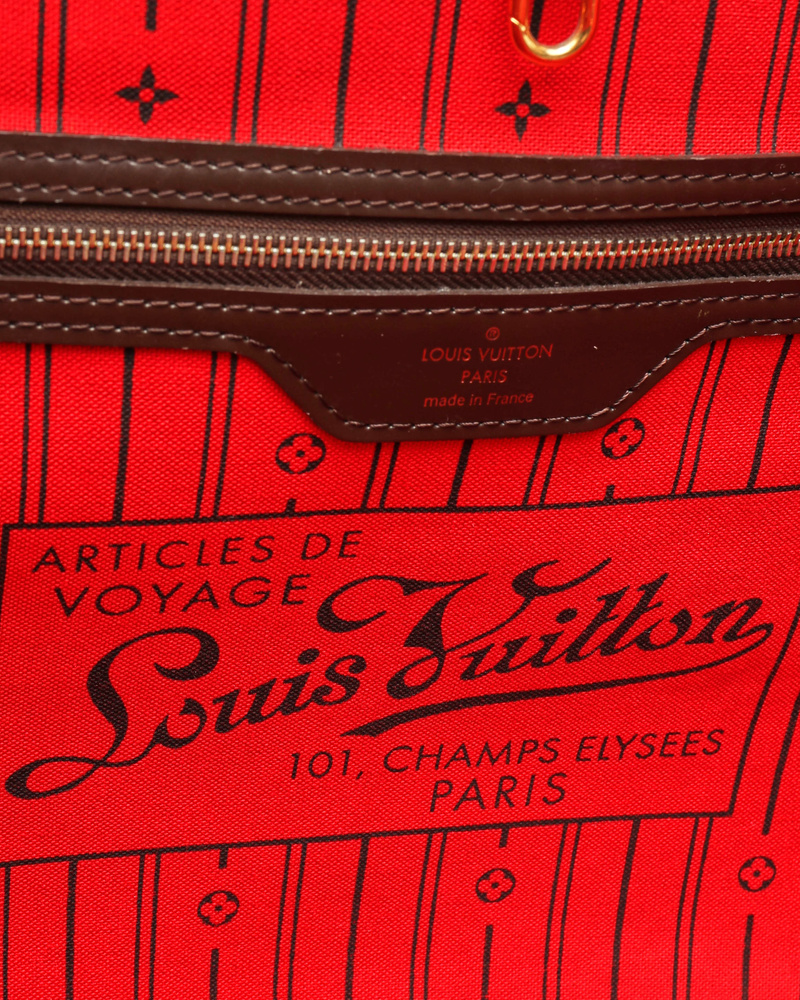 ®
LOUIS VUITTON
PARIS
made in France
ARTICLES DE
VOYAGE
Louis Vuitton
101, CHAMPS ELYSEES
PARIS